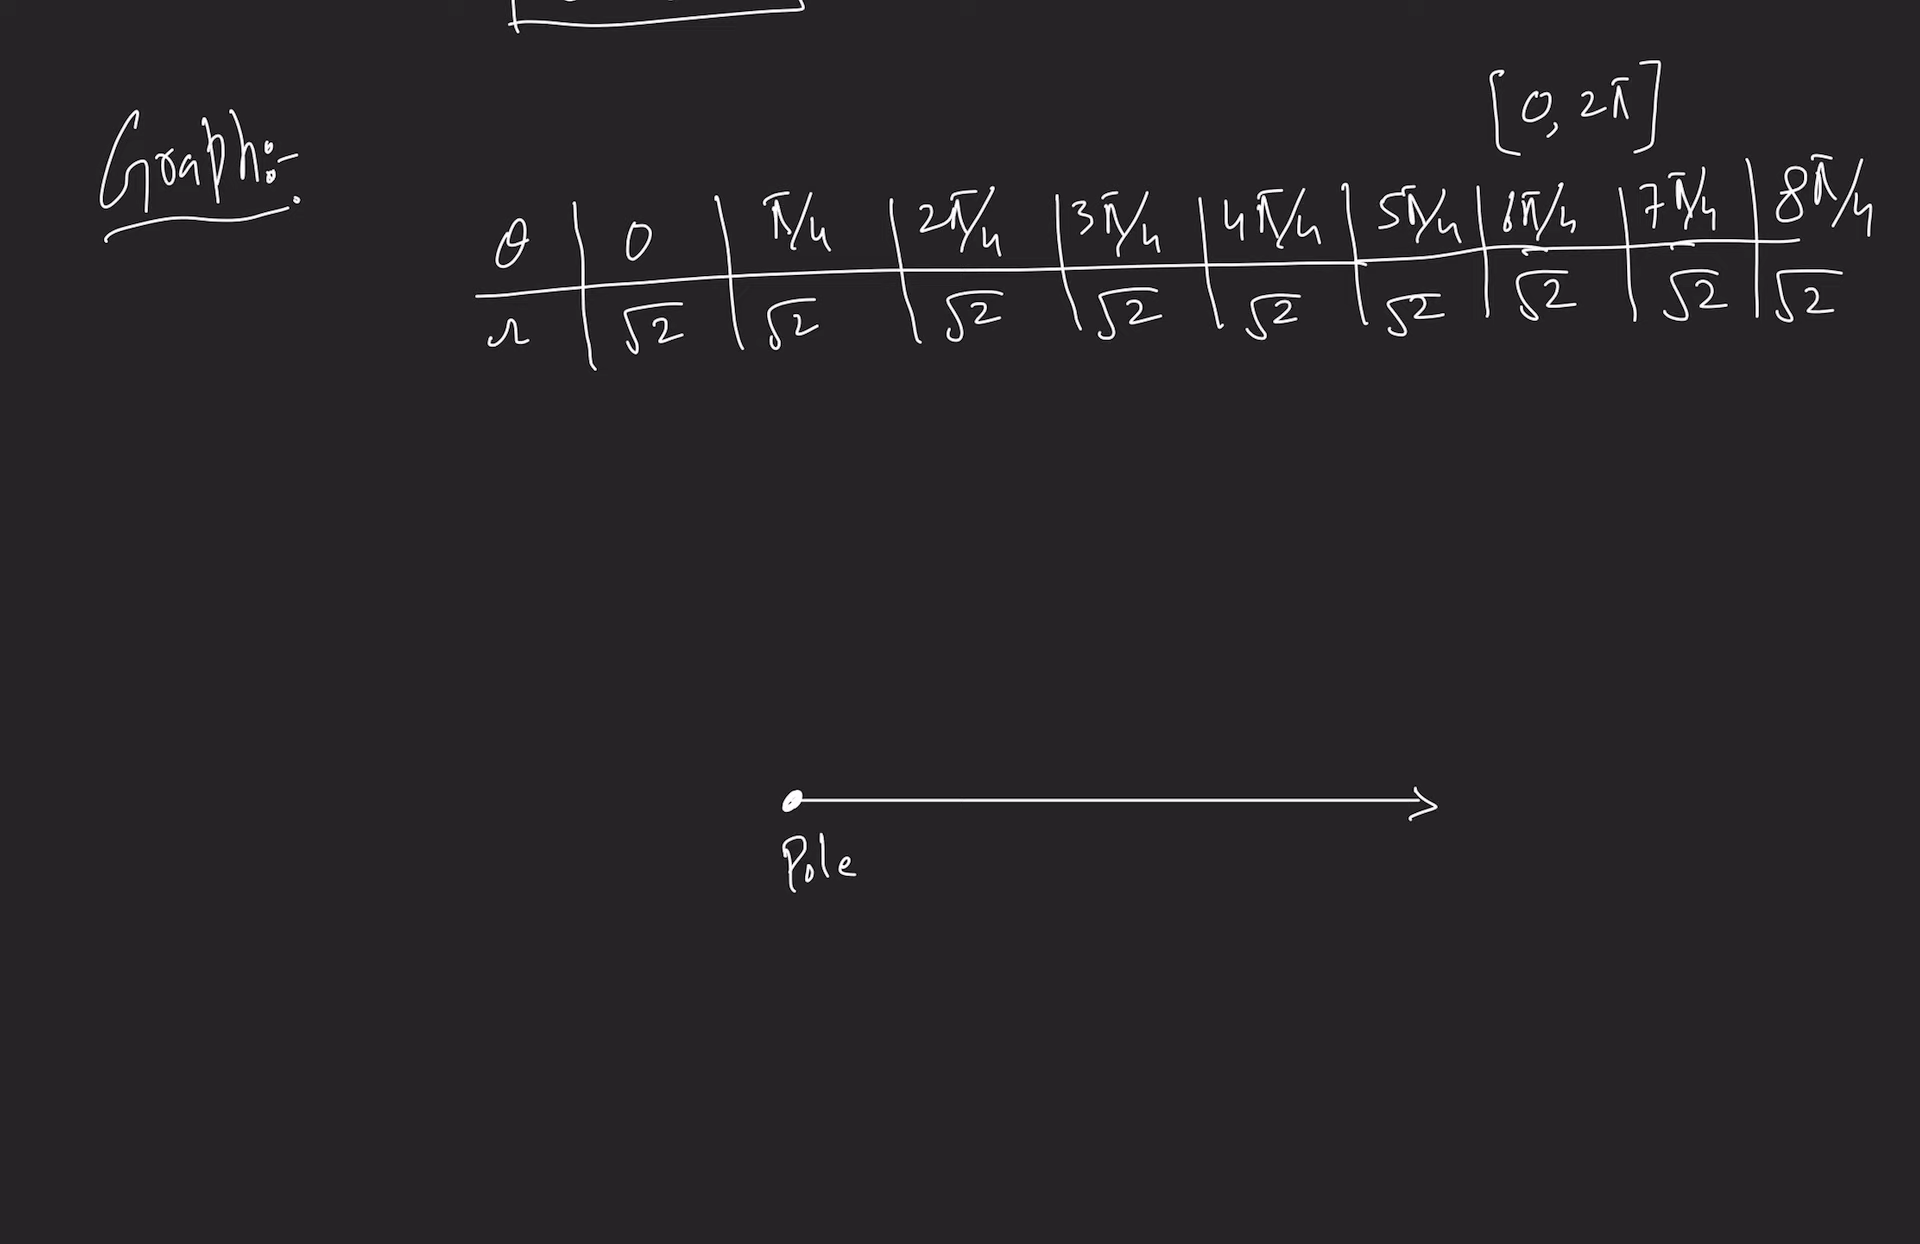 [0, 2π]
Graph:-
θ | 0 | π/4 | 2π/4 | 3π/4 | 4π/4 | 5π/4 | 6π/4 | 7π/4 | 8π/4
r | √2 | √2 | √2 | √2 | √2 | √2 | √2 | √2 | √2
Pole